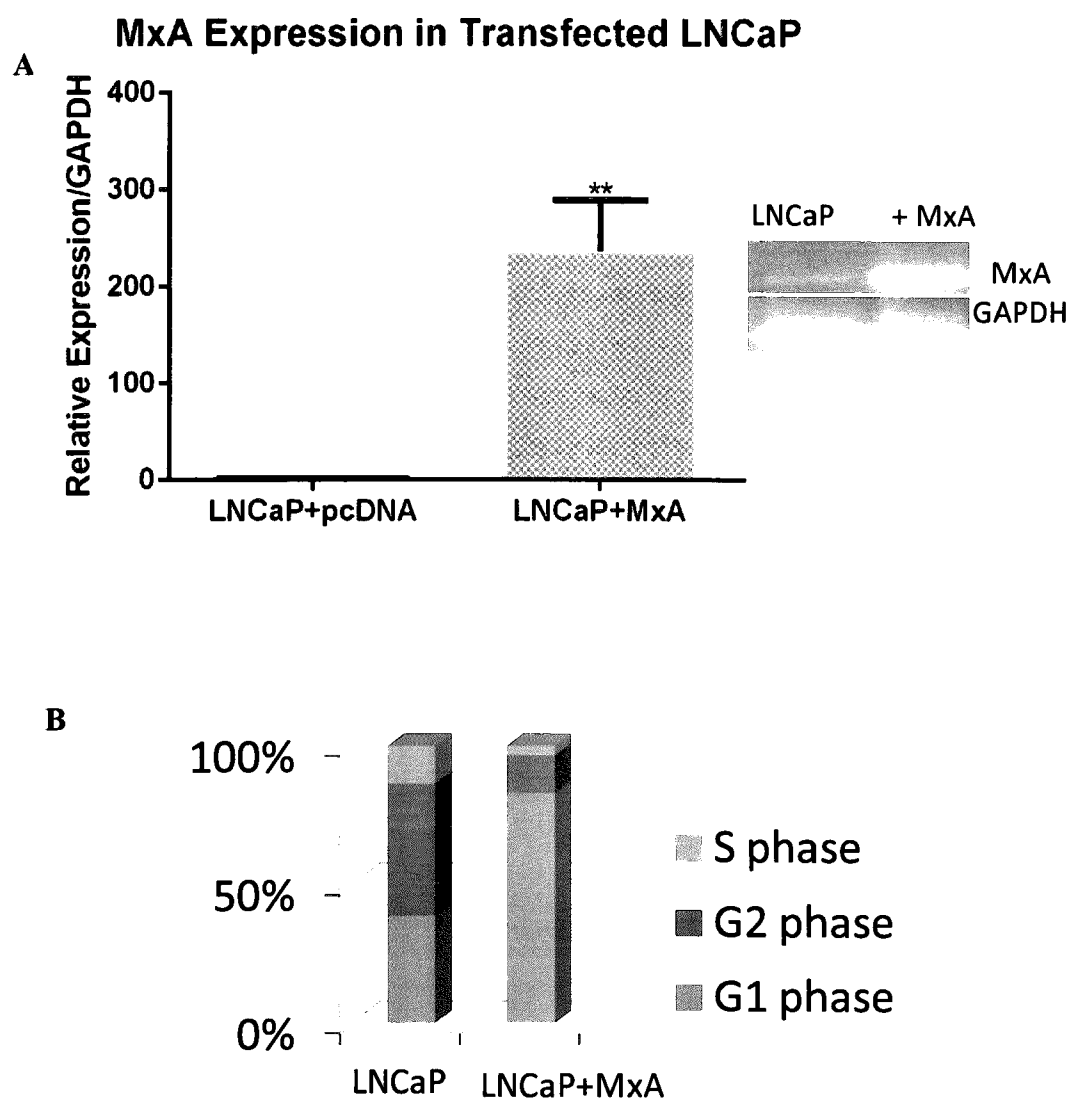 MxA Expression in Transfected LNCaP
A
Relative Expression/GAPDH
400
300
200
100
0
**
LNCaP+pcDNA
LNCaP+MxA
LNCaP
+ MxA
MxA
GAPDH
B
100%
50%
0%
LNCaP
LNCaP+MxA
S phase
G2 phase
G1 phase